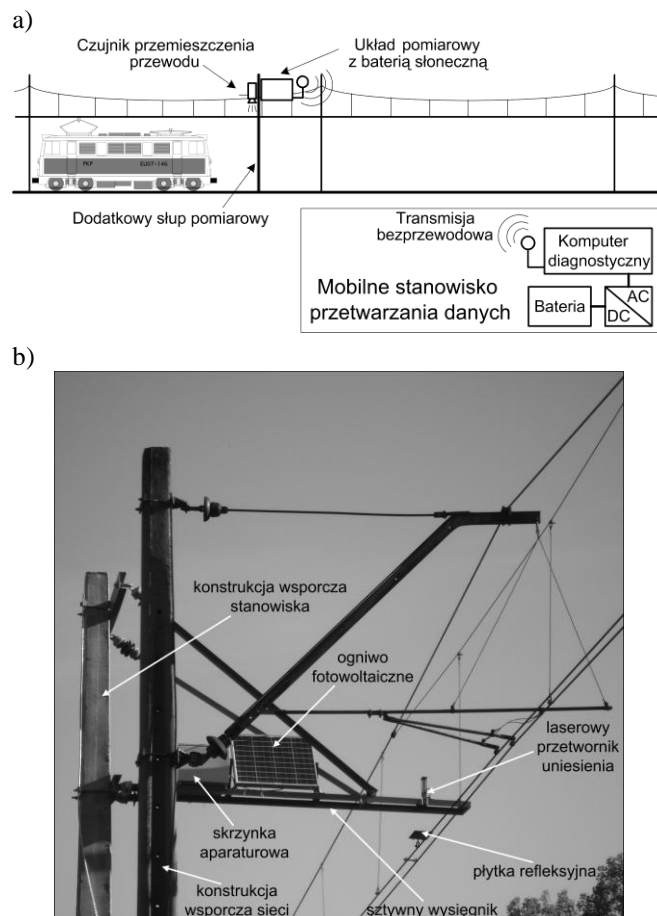 a)
Czujnik przemieszczenia
przewodu
Układ pomiarowy
z baterią słoneczną
PKP
EU07-146
Dodatkowy słup pomiarowy
Transmisja
bezprzewodowa
Komputer
diagnostyczny
Mobilne stanowisko
przetwarzania danych
Bateria
AC
DC
b)
konstrukcja wsporcza
stanowiska
ogniwo
fotowoltaiczne
laserowy
przetwornik
uniesienia
skrzynka
aparaturowa
płytka refleksyjna
konstrukcja
wsporcza sieci
sztywny wysięgnik